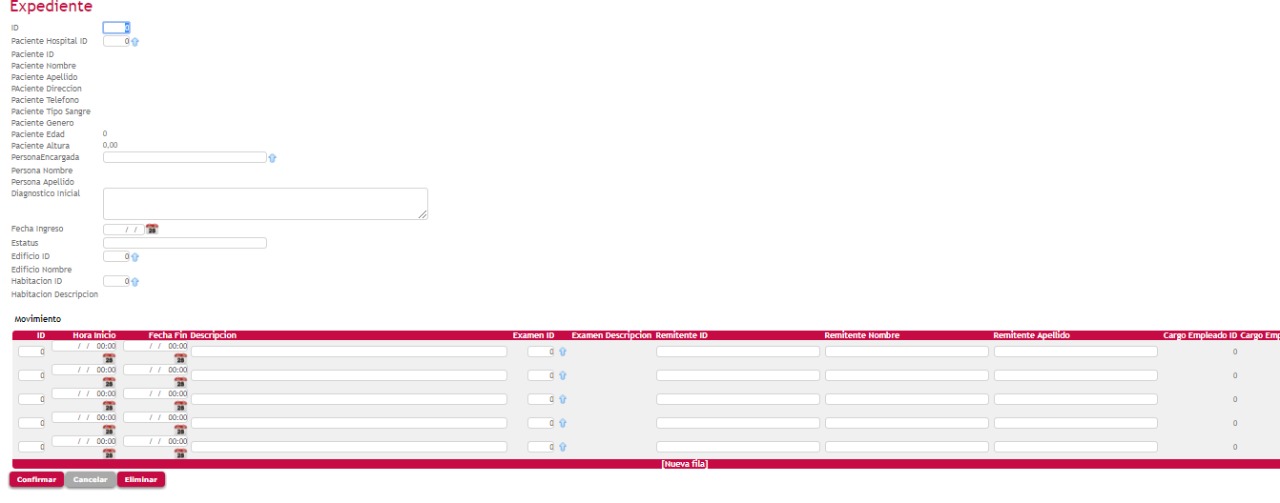 Expediente
ID 0
Paciente Hospital ID 0
Paciente ID
Paciente Nombre
Paciente Apellido
PAciente Direccion
Paciente Telefono
Paciente Tipo Sangre
Paciente Genero
Paciente Edad 0
Paciente Altura 0,00
PersonaEncargada
Persona Nombre
Persona Apellido
Diagnostico Inicial
Fecha Ingreso / /
Estatus
Edificio ID 0
Edificio Nombre
Habitacion ID 0
Habitacion Descripcion
Movimiento
ID Hora Inicio Fecha Fin Descripcion Examen ID Examen Descripcion Remitente ID Remitente Nombre Remitente Apellido Cargo Empleado ID Cargo Emp
0 / / 00:00 / / 00:00 0 0
0 / / 00:00 / / 00:00 0 0
0 / / 00:00 / / 00:00 0 0
0 / / 00:00 / / 00:00 0 0
0 / / 00:00 / / 00:00 0 0
[Nueva fila]
Confirmar Cancelar Eliminar